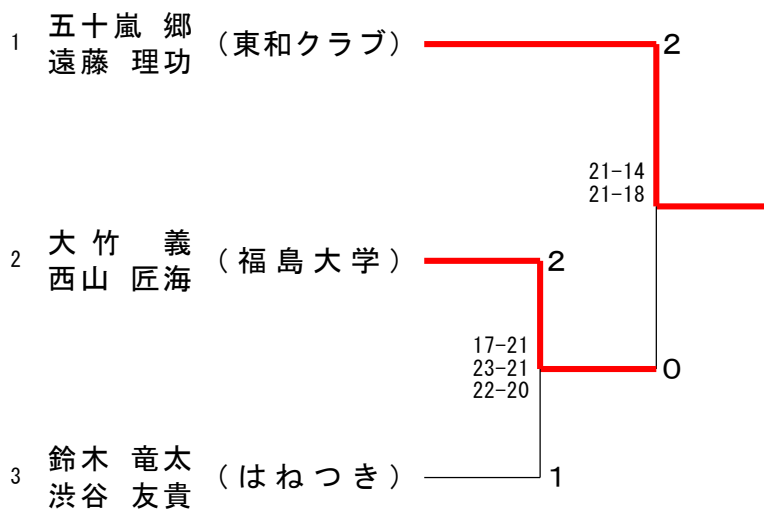 1 五十嵐 郷 (東和クラブ) 2
遠藤 理功
21-14
21-18
2 大竹 義 (福島大学) 2
西山 匠海
17-21
23-21
22-20
0
3 鈴木 竜太 (はねつき) 1
渋谷 友貴